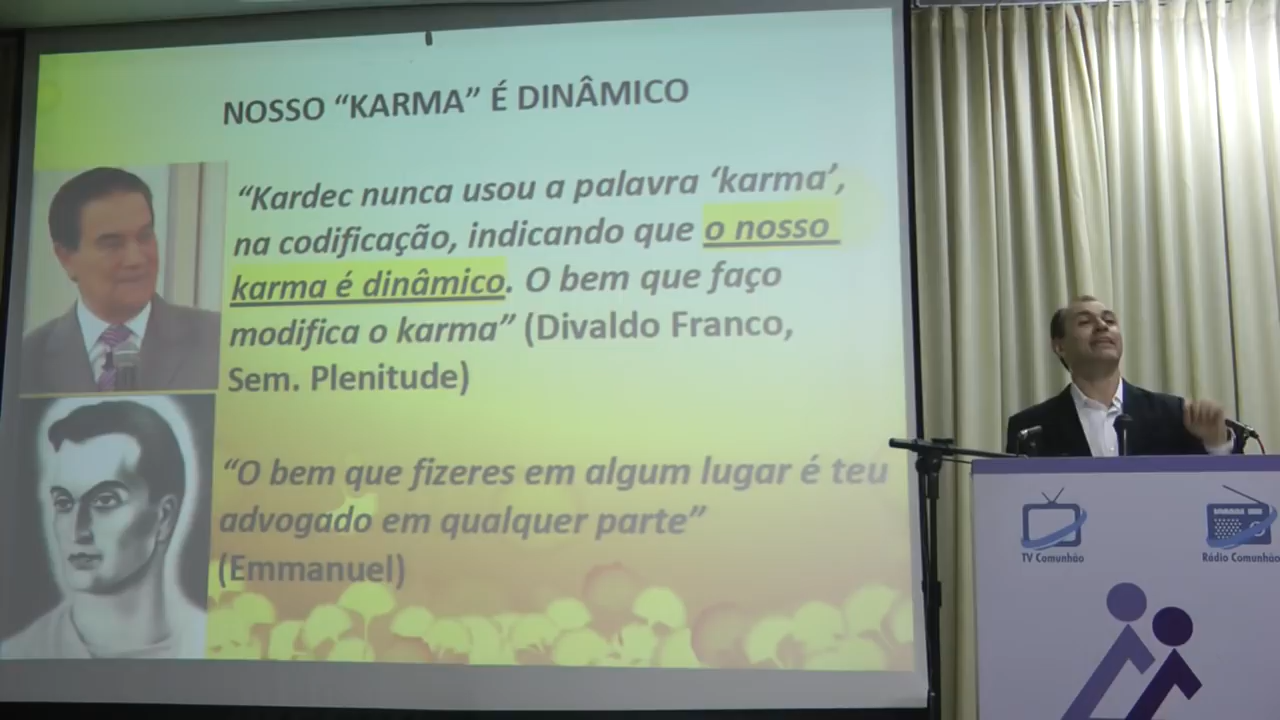 NOSSO “KARMA” É DINÂMICO
“Kardec nunca usou a palavra ‘karma’,
na codificação, indicando que o nosso
karma é dinâmico. O bem que faço
modifica o karma” (Divaldo Franco,
Sem. Plenitude)
“O bem que fizeres em algum lugar é teu
advogado em qualquer parte”
(Emmanuel)
TV Comunhão
Rádio Comunhão